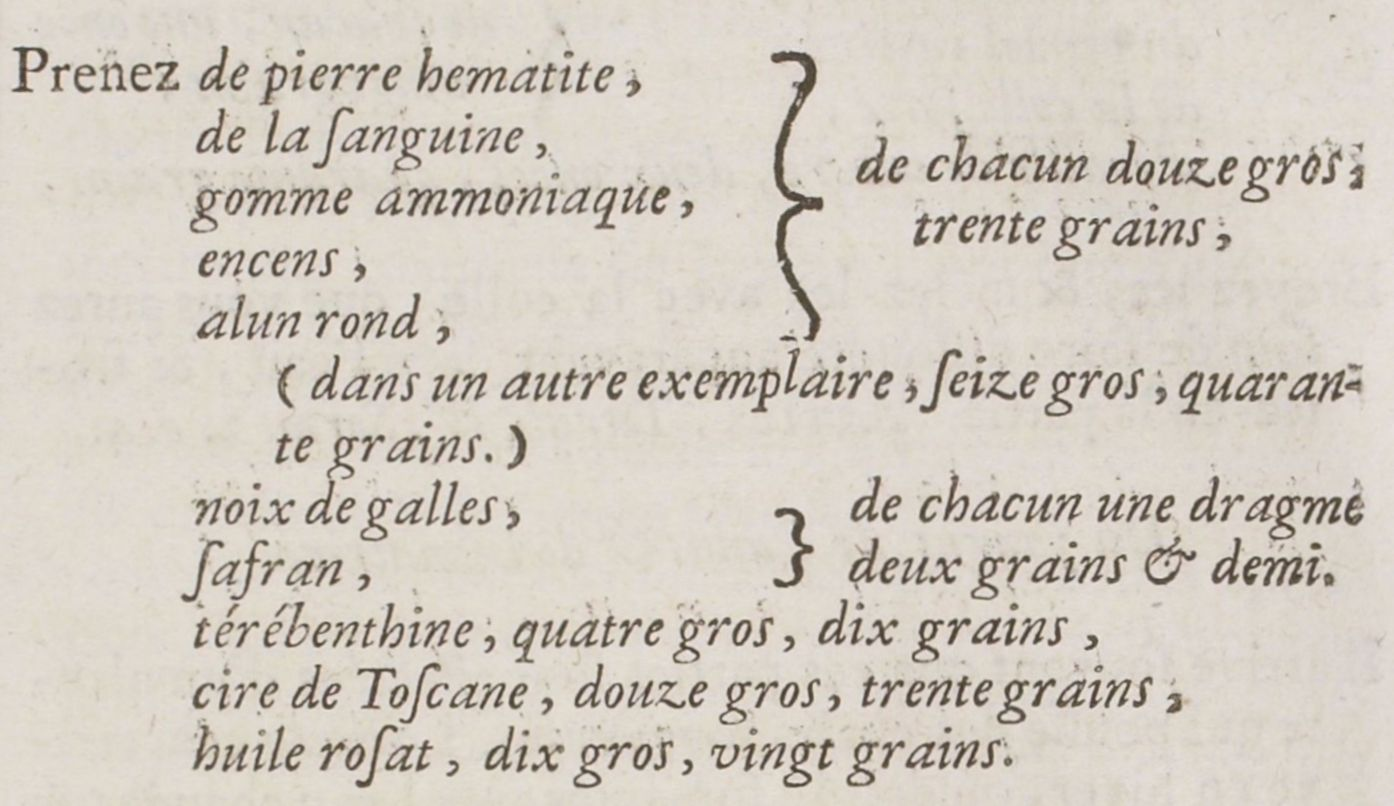 Prenez de pierre hematite,
de la ſanguine,
gomme ammoniaque,
encens,
alun rond,
de chacun douze gros,
trente grains,
( dans un autre exemplaire, ſeize gros, quaran-
te grains. )
noix de galles,
ſafran,
de chacun une dragme
deux grains & demi.
térébenthine, quatre gros, dix grains,
cire de Toſcane, douze gros, trente grains,
huile roſat, dix gros, vingt grains.